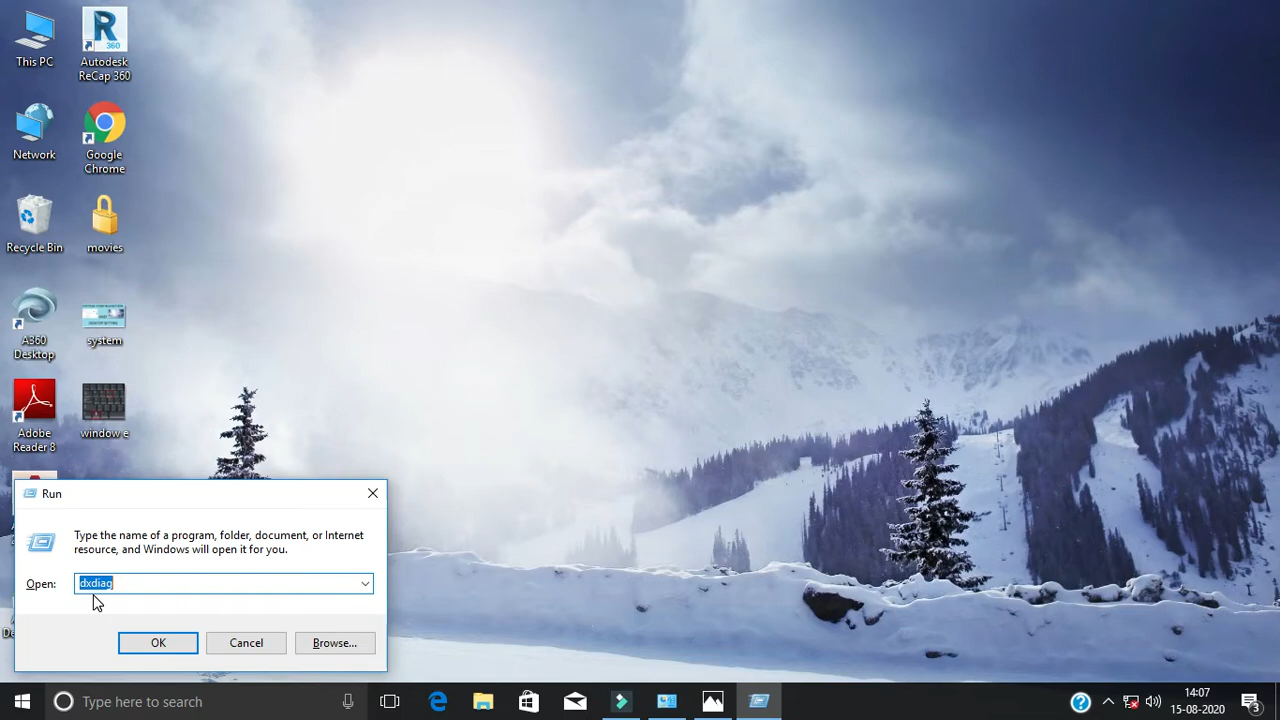 This PC
Autodesk
ReCap 360
R
360
Network
Google
Chrome
Recycle Bin
movies
A360
Desktop
system
Adobe
Reader 8
window e
Run
Type the name of a program, folder, document, or Internet
resource, and Windows will open it for you.
Open:
dxdiag
OK
Cancel
Browse...
Type here to search
14:07
15-08-2020
3